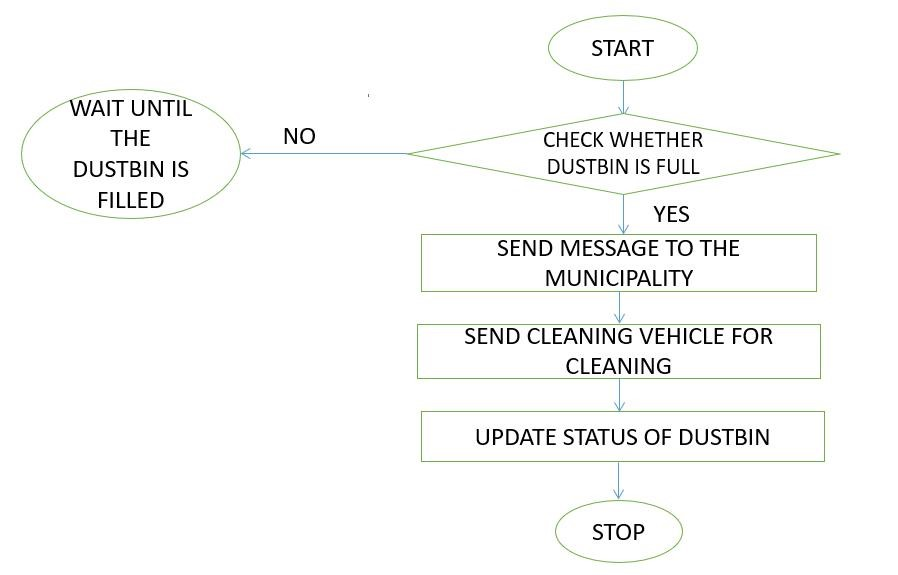 START
CHECK WHETHER
DUSTBIN IS FULL
NO
WAIT UNTIL
THE
DUSTBIN IS
FILLED
YES
SEND MESSAGE TO THE
MUNICIPALITY
SEND CLEANING VEHICLE FOR
CLEANING
UPDATE STATUS OF DUSTBIN
STOP